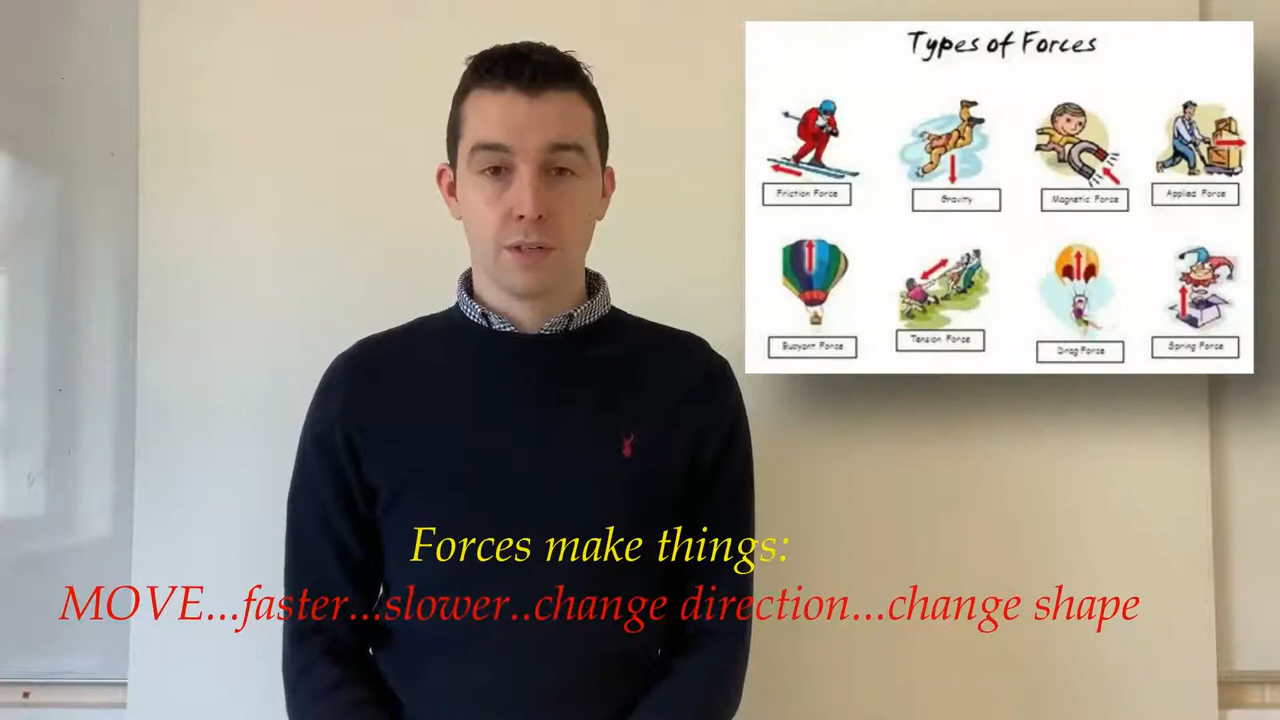 Types of Forces
Friction Force
Gravity
Magnetic Force
Applied Force
Buoyant Force
Tension Force
Drag Force
Spring Force
Forces make things:
MOVE...faster...slower..change direction...change shape